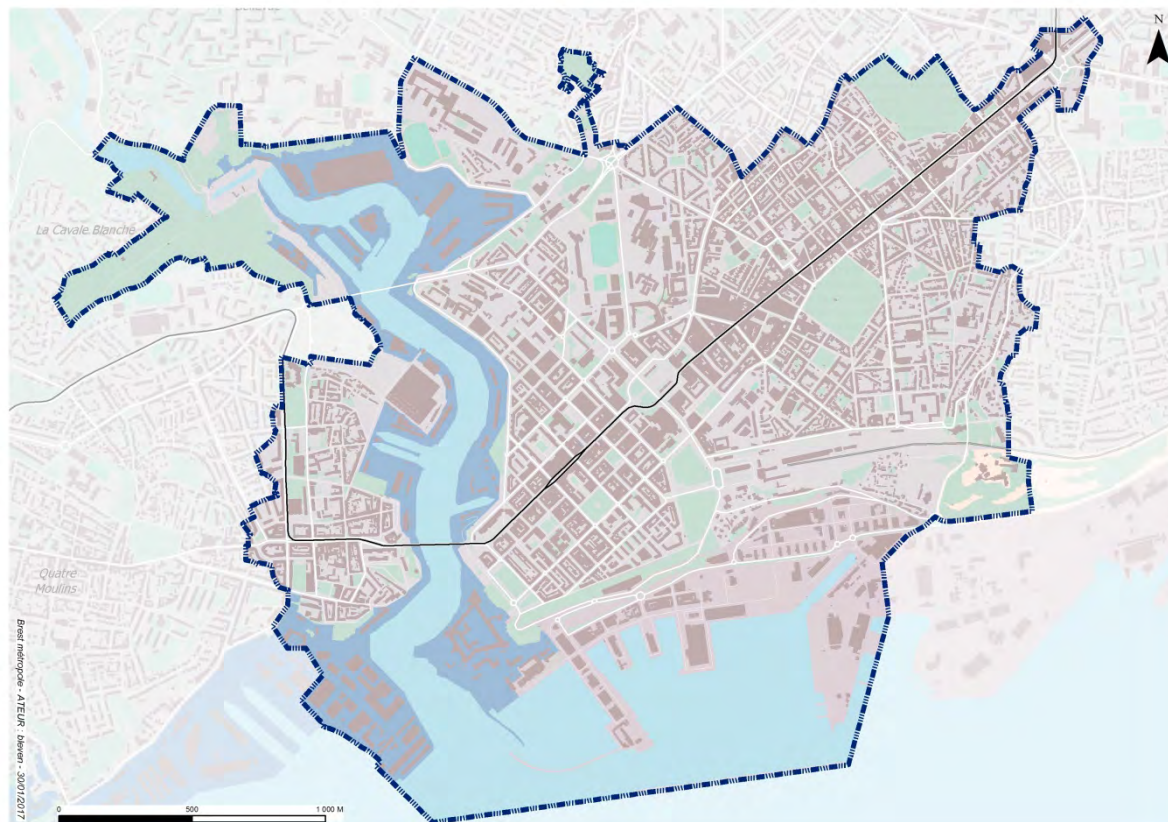 N
La Cavale Blanche
Quatre
Moulins
Brest métropole - ATEUR : bleven - 30/01/2017
0 500 1 000 M